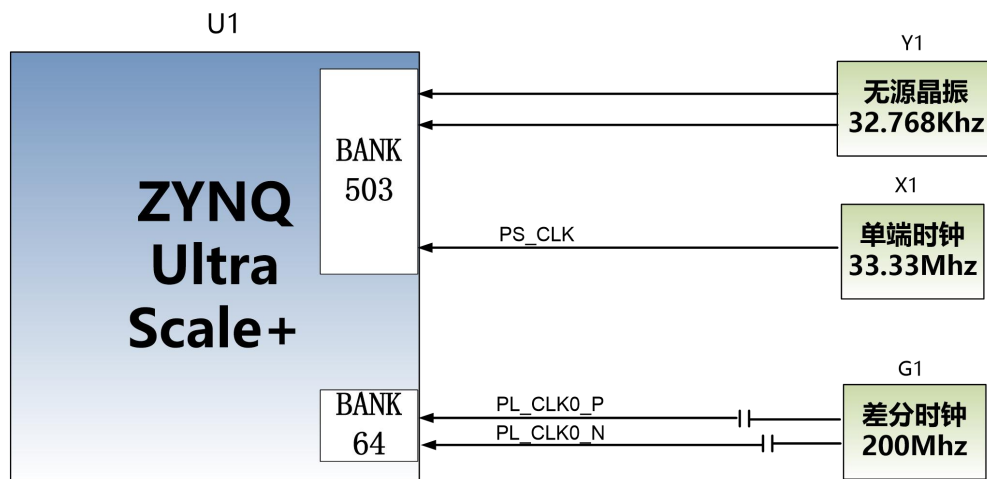 U1
Y1
无源晶振
32.768Khz
BANK
503
ZYNQ
Ultra
Scale+
X1
PS_CLK
单端时钟
33.33Mhz
G1
BANK
64
PL_CLK0_P
PL_CLK0_N
差分时钟
200Mhz